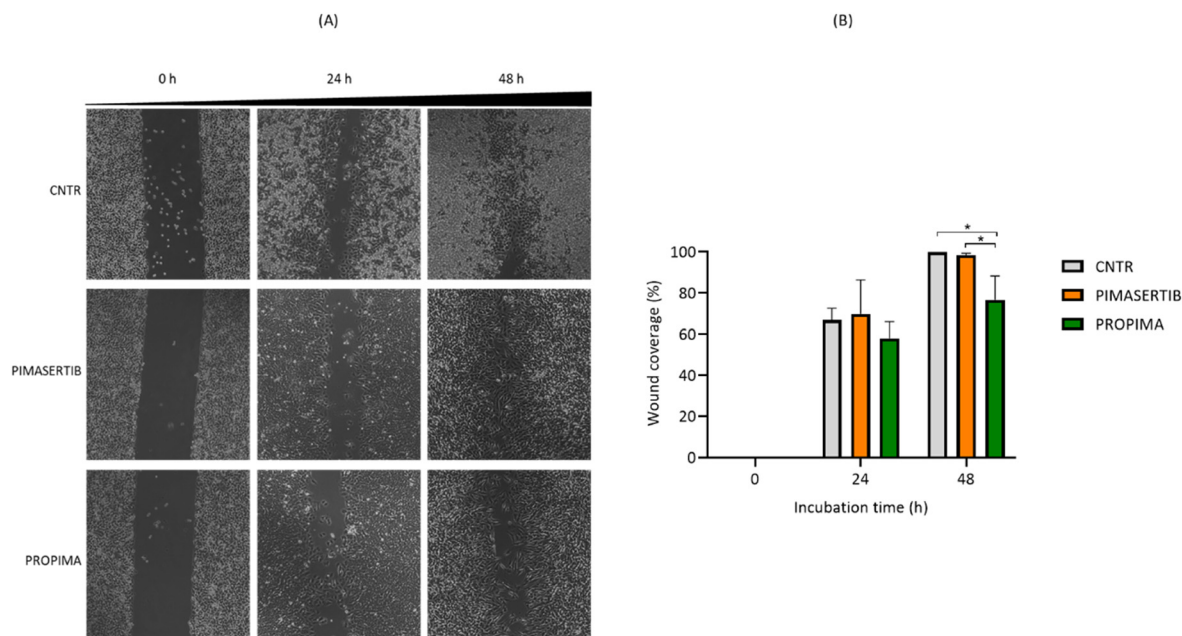 (A)
(B)
0 h
24 h
48 h
CNTR
PIMASERTIB
PROPIMA
Wound coverage (%)
100
80
60
40
20
0
*
*
0
24
48
Incubation time (h)
CNTR
PIMASERTIB
PROPIMA